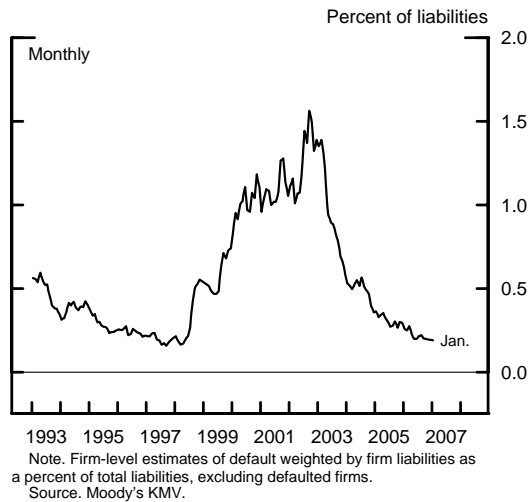 Percent of liabilities
Monthly
2.0
1.5
1.0
0.5
0.0
Jan.
1993 1995 1997 1999 2001 2003 2005 2007
Note. Firm-level estimates of default weighted by firm liabilities as
a percent of total liabilities, excluding defaulted firms.
Source. Moody's KMV.